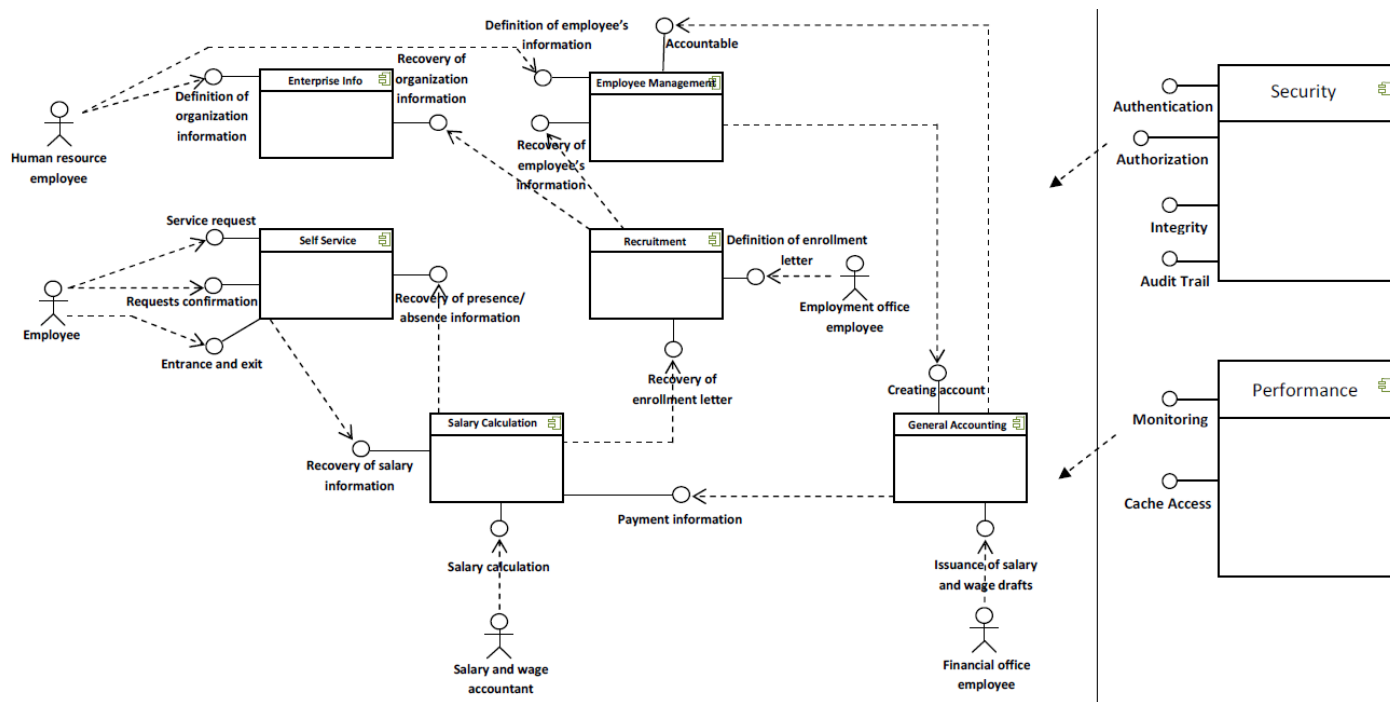 Definition of employee's
information
Accountable
Recovery of
organization
information
Enterprise Info
Employee Management
Definition of
organization
information
Human resource
employee
Recovery of
employee's
information
Service request
Self Service
Requests confirmation
Employee
Entrance and exit
Recovery of presence/
absence information
Recruitment
Definition of enrollment
letter
Employment office
employee
Recovery of
enrollment letter
Creating account
Salary Calculation
General Accounting
Recovery of salary
information
Payment information
Salary calculation
Issuance of salary
and wage drafts
Salary and wage
accountant
Financial office
employee
Security
Authentication
Authorization
Integrity
Audit Trail
Performance
Monitoring
Cache Access